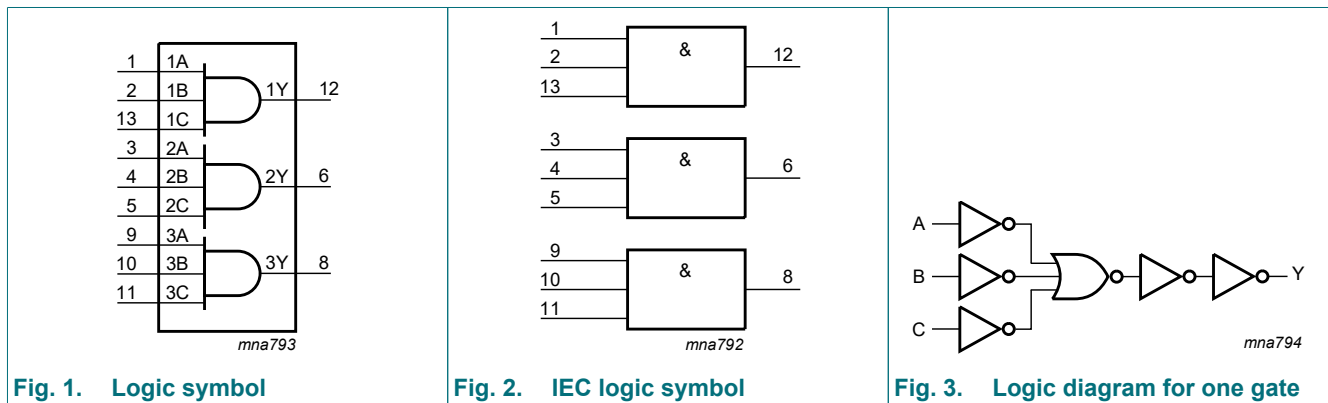 1 1A
2 1B 1Y 12
13 1C
3 2A
4 2B 2Y 6
5 2C
9 3A
10 3B 3Y 8
11 3C
mna793
Fig. 1. Logic symbol
1
& 12
2
13
3
& 6
4
5
9
& 8
10
11
mna792
Fig. 2. IEC logic symbol
A
B Y
C
mna794
Fig. 3. Logic diagram for one gate